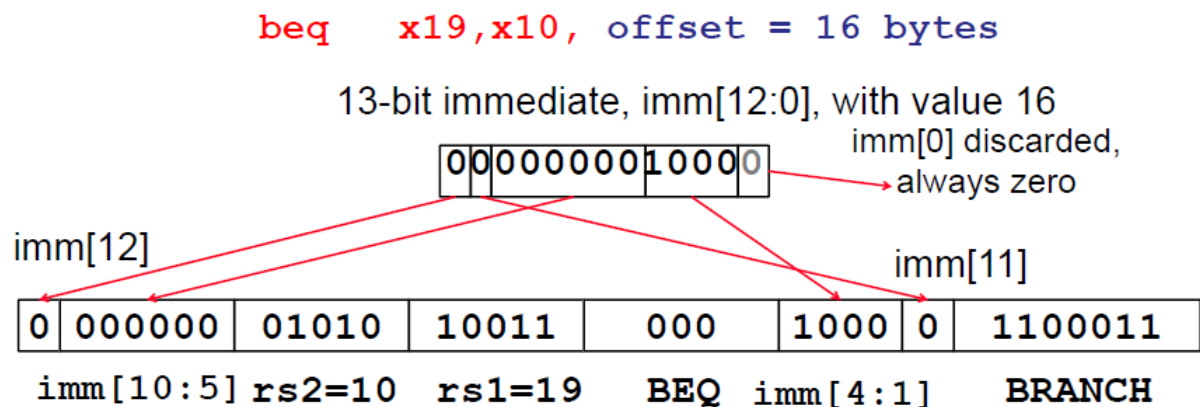 beq x19,x10, offset = 16 bytes
13-bit immediate, imm[12:0], with value 16
imm[0] discarded,
always zero
0 0 000000 1000 0
imm[12]
imm[11]
0 000000 01010 10011 000 1000 0 1100011
imm[10:5] rs2=10 rs1=19 BEQ imm[4:1] BRANCH